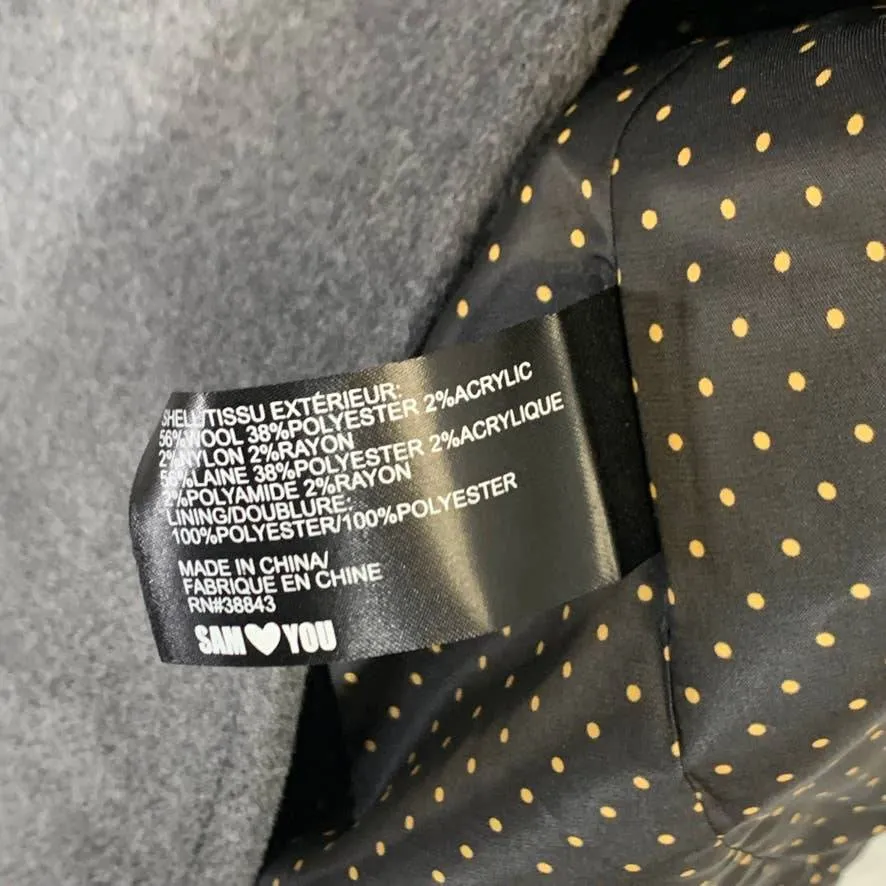 SHELL/TISSU EXTÉRIEUR:
56%WOOL 38%POLYESTER 2%ACRYLIC
2%NYLON 2%RAYON
56%LAINE 38%POLYESTER 2%ACRYLIQUE
2%POLYAMIDE 2%RAYON
LINING/DOUBLURE:
100%POLYESTER/100%POLYESTER
MADE IN CHINA/
FABRIQUE EN CHINE
RN#38843
SAM♥YOU